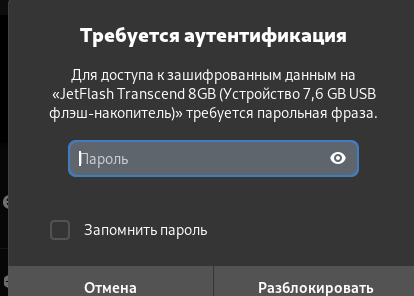 Требуется аутентификация
Для доступа к зашифрованным данным на
«JetFlash Transcend 8GB (Устройство 7,6 GB USB
флэш-накопитель)» требуется парольная фраза.
Пароль
Запомнить пароль
Отмена
Разблокировать